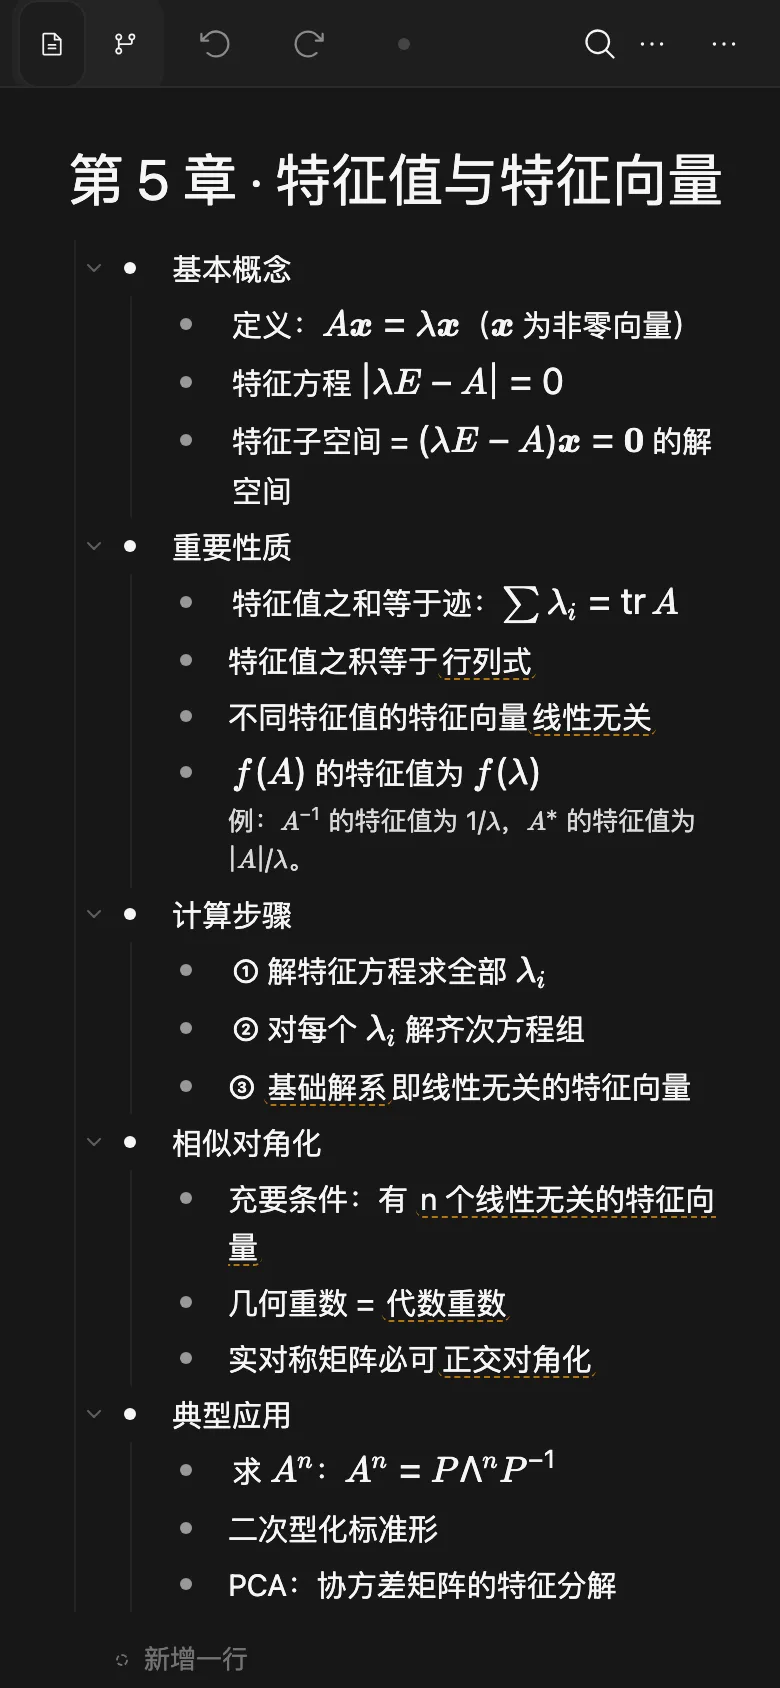 第 5 章 · 特征值与特征向量
基本概念
定义：A𝒙 = λ𝒙（𝒙 为非零向量）
特征方程 |λE − A| = 0
特征子空间 = (λE − A)𝒙 = 𝟎 的解
空间
重要性质
特征值之和等于迹：∑ λᵢ = tr A
特征值之积等于行列式
不同特征值的特征向量线性无关
f(A) 的特征值为 f(λ)
例：A⁻¹ 的特征值为 1/λ，A* 的特征值为
|A|/λ。
计算步骤
① 解特征方程求全部 λᵢ
② 对每个 λᵢ 解齐次方程组
③ 基础解系即线性无关的特征向量
相似对角化
充要条件：有 n 个线性无关的特征向
量
几何重数 = 代数重数
实对称矩阵必可正交对角化
典型应用
求 Aⁿ：Aⁿ = PΛⁿP⁻¹
二次型化标准形
PCA：协方差矩阵的特征分解
新增一行